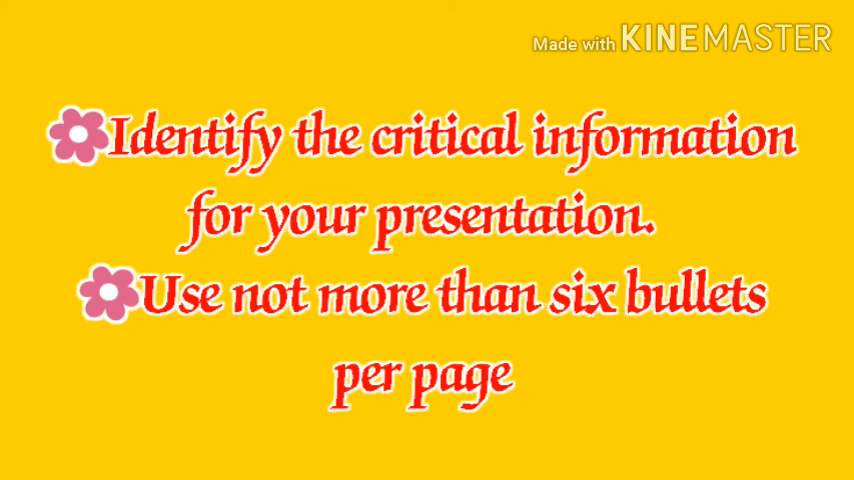 Made with KINEMASTER
Identify the critical information
for your presentation.
Use not more than six bullets
per page